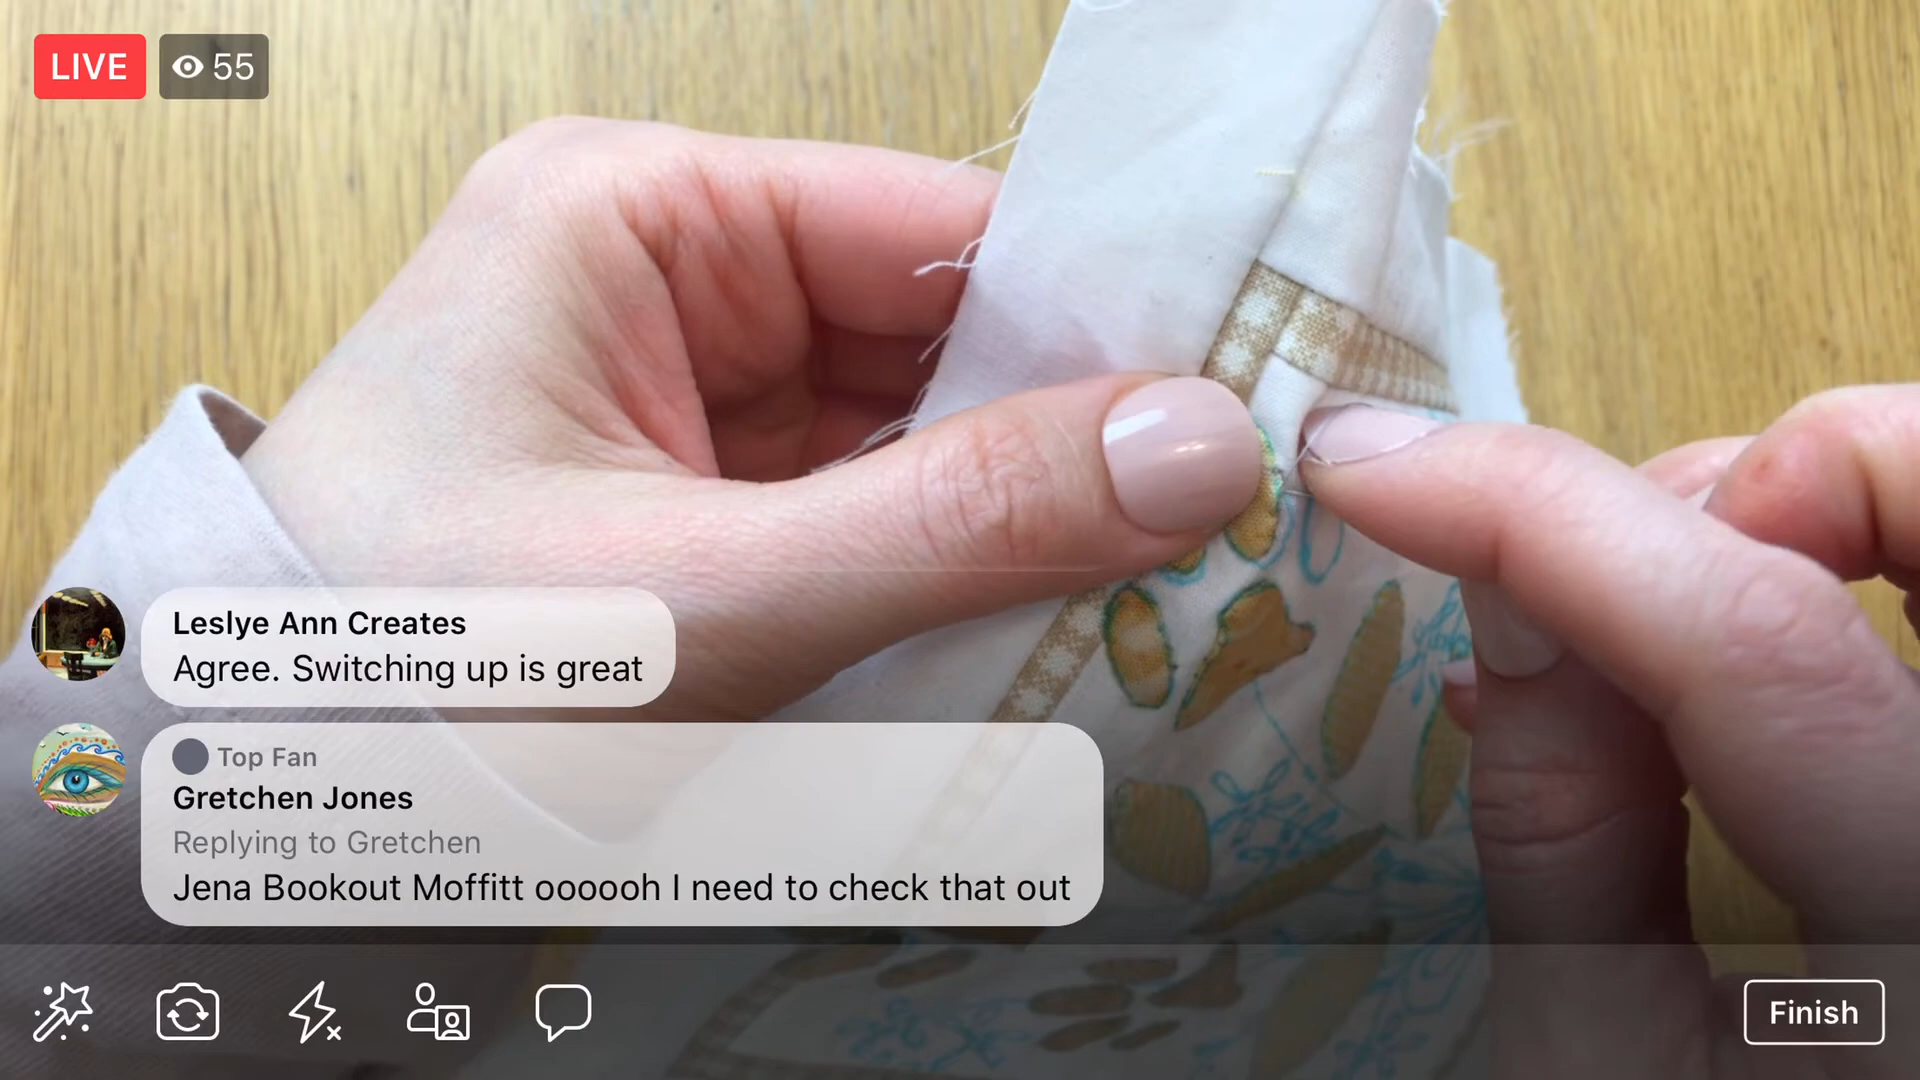 LIVE
55
Leslye Ann Creates
Agree. Switching up is great
Top Fan
Gretchen Jones
Replying to Gretchen
Jena Bookout Moffitt oooooh I need to check that out
Finish